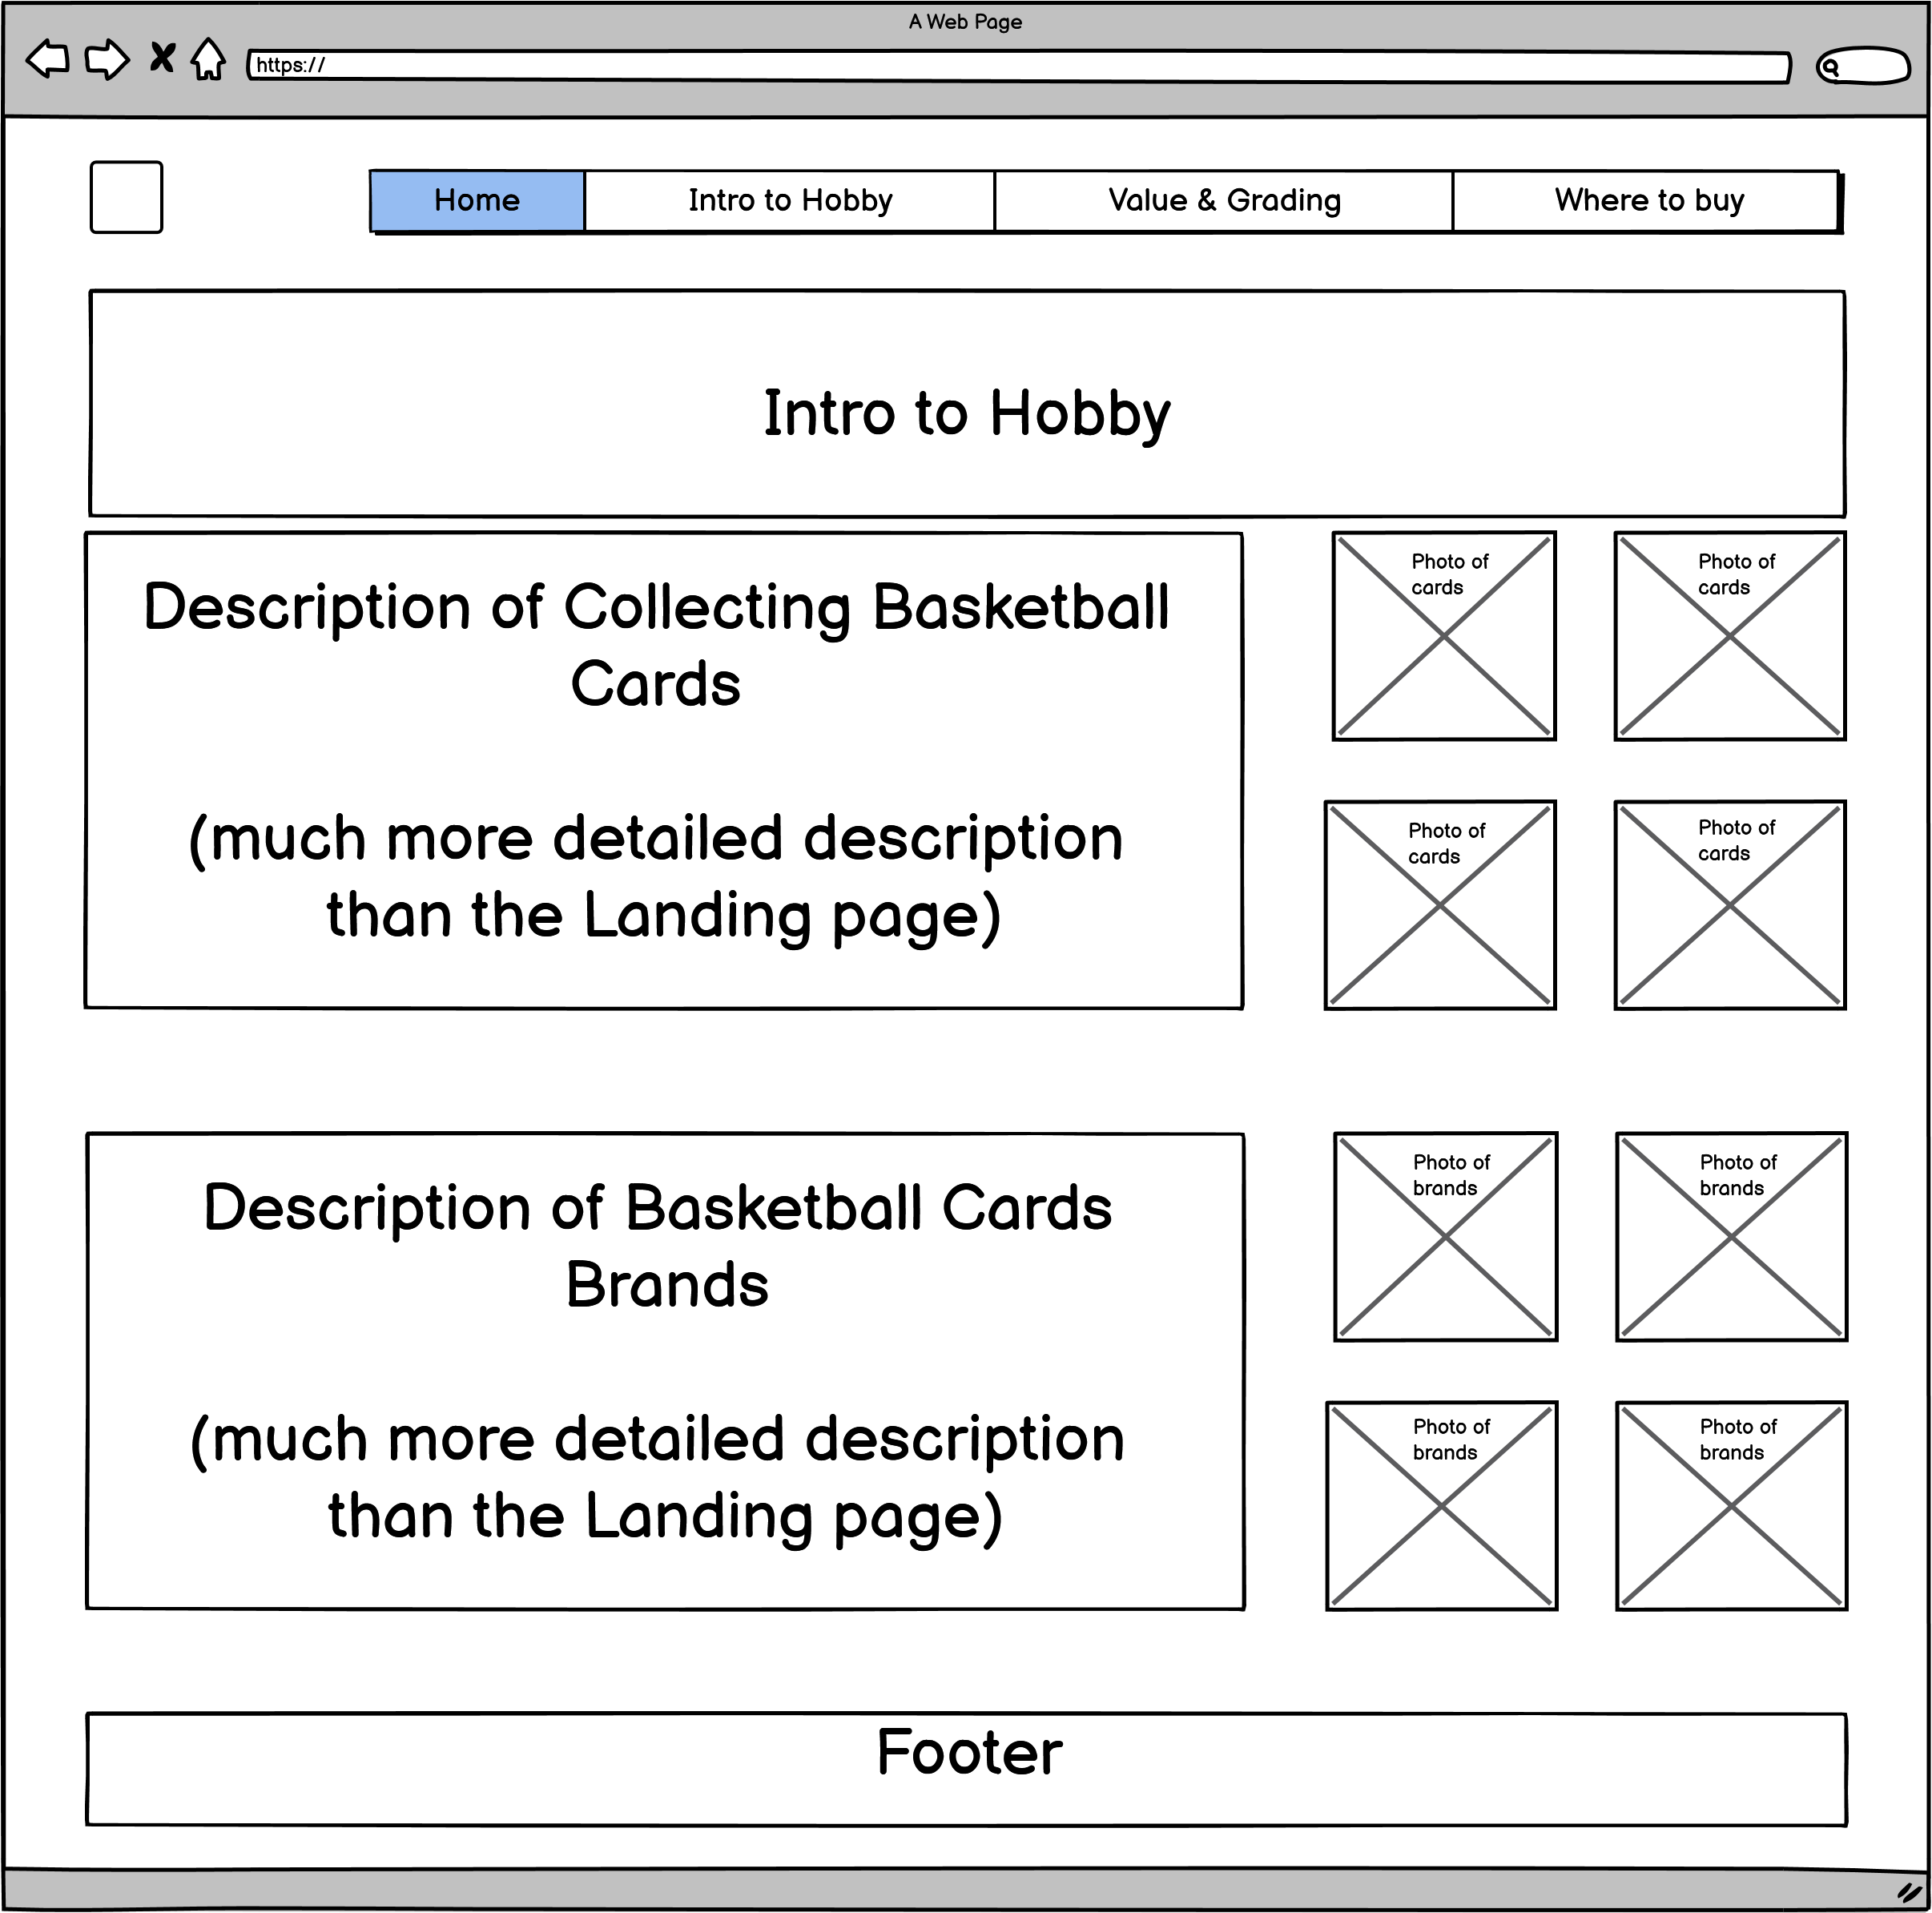 A Web Page
https://
Home
Intro to Hobby
Value & Grading
Where to buy
Intro to Hobby
Description of Collecting Basketball
Cards
(much more detailed description
than the Landing page)
Photo of
cards
Photo of
cards
Photo of
cards
Photo of
cards
Description of Basketball Cards
Brands
(much more detailed description
than the Landing page)
Photo of
brands
Photo of
brands
Photo of
brands
Photo of
brands
Footer